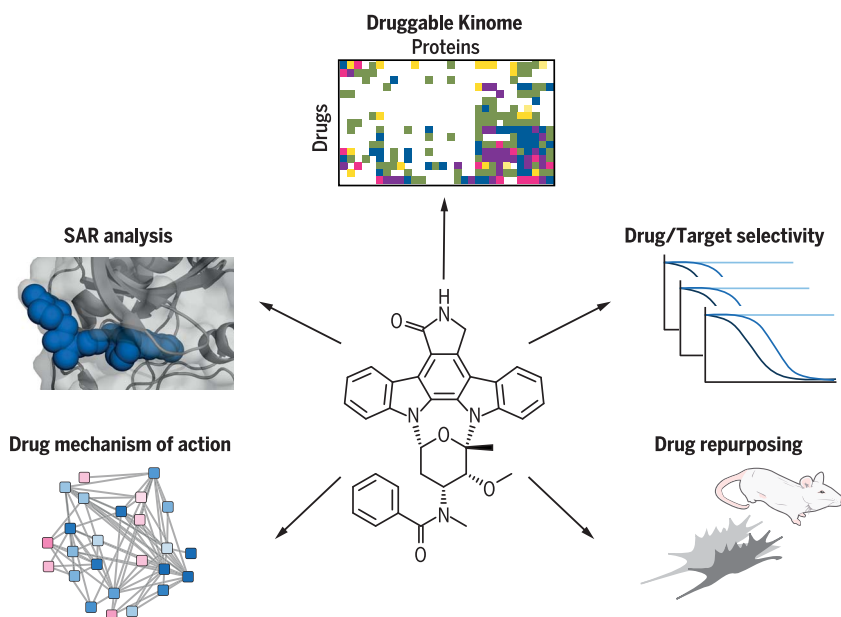 Druggable Kinome
Proteins
Drugs
SAR analysis
Drug/Target selectivity
H
N
O
N
N
O
O
N
O
Drug mechanism of action
Drug repurposing